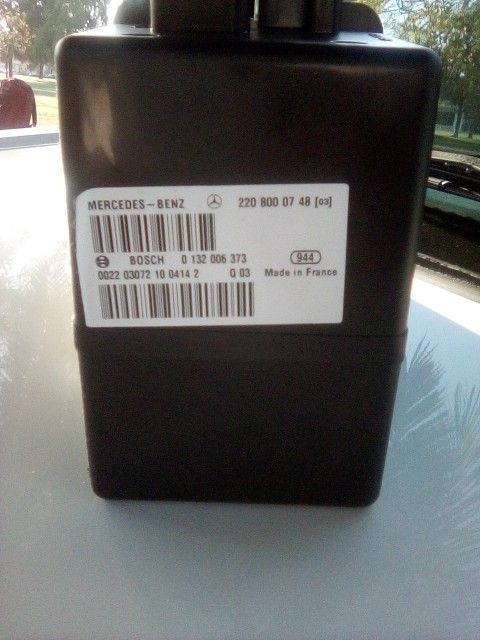 MERCEDES-BENZ 220 800 07 48 [03]
BOSCH 0 132 006 373 944
0022 03072 10 0414 2 0 03 Made in France